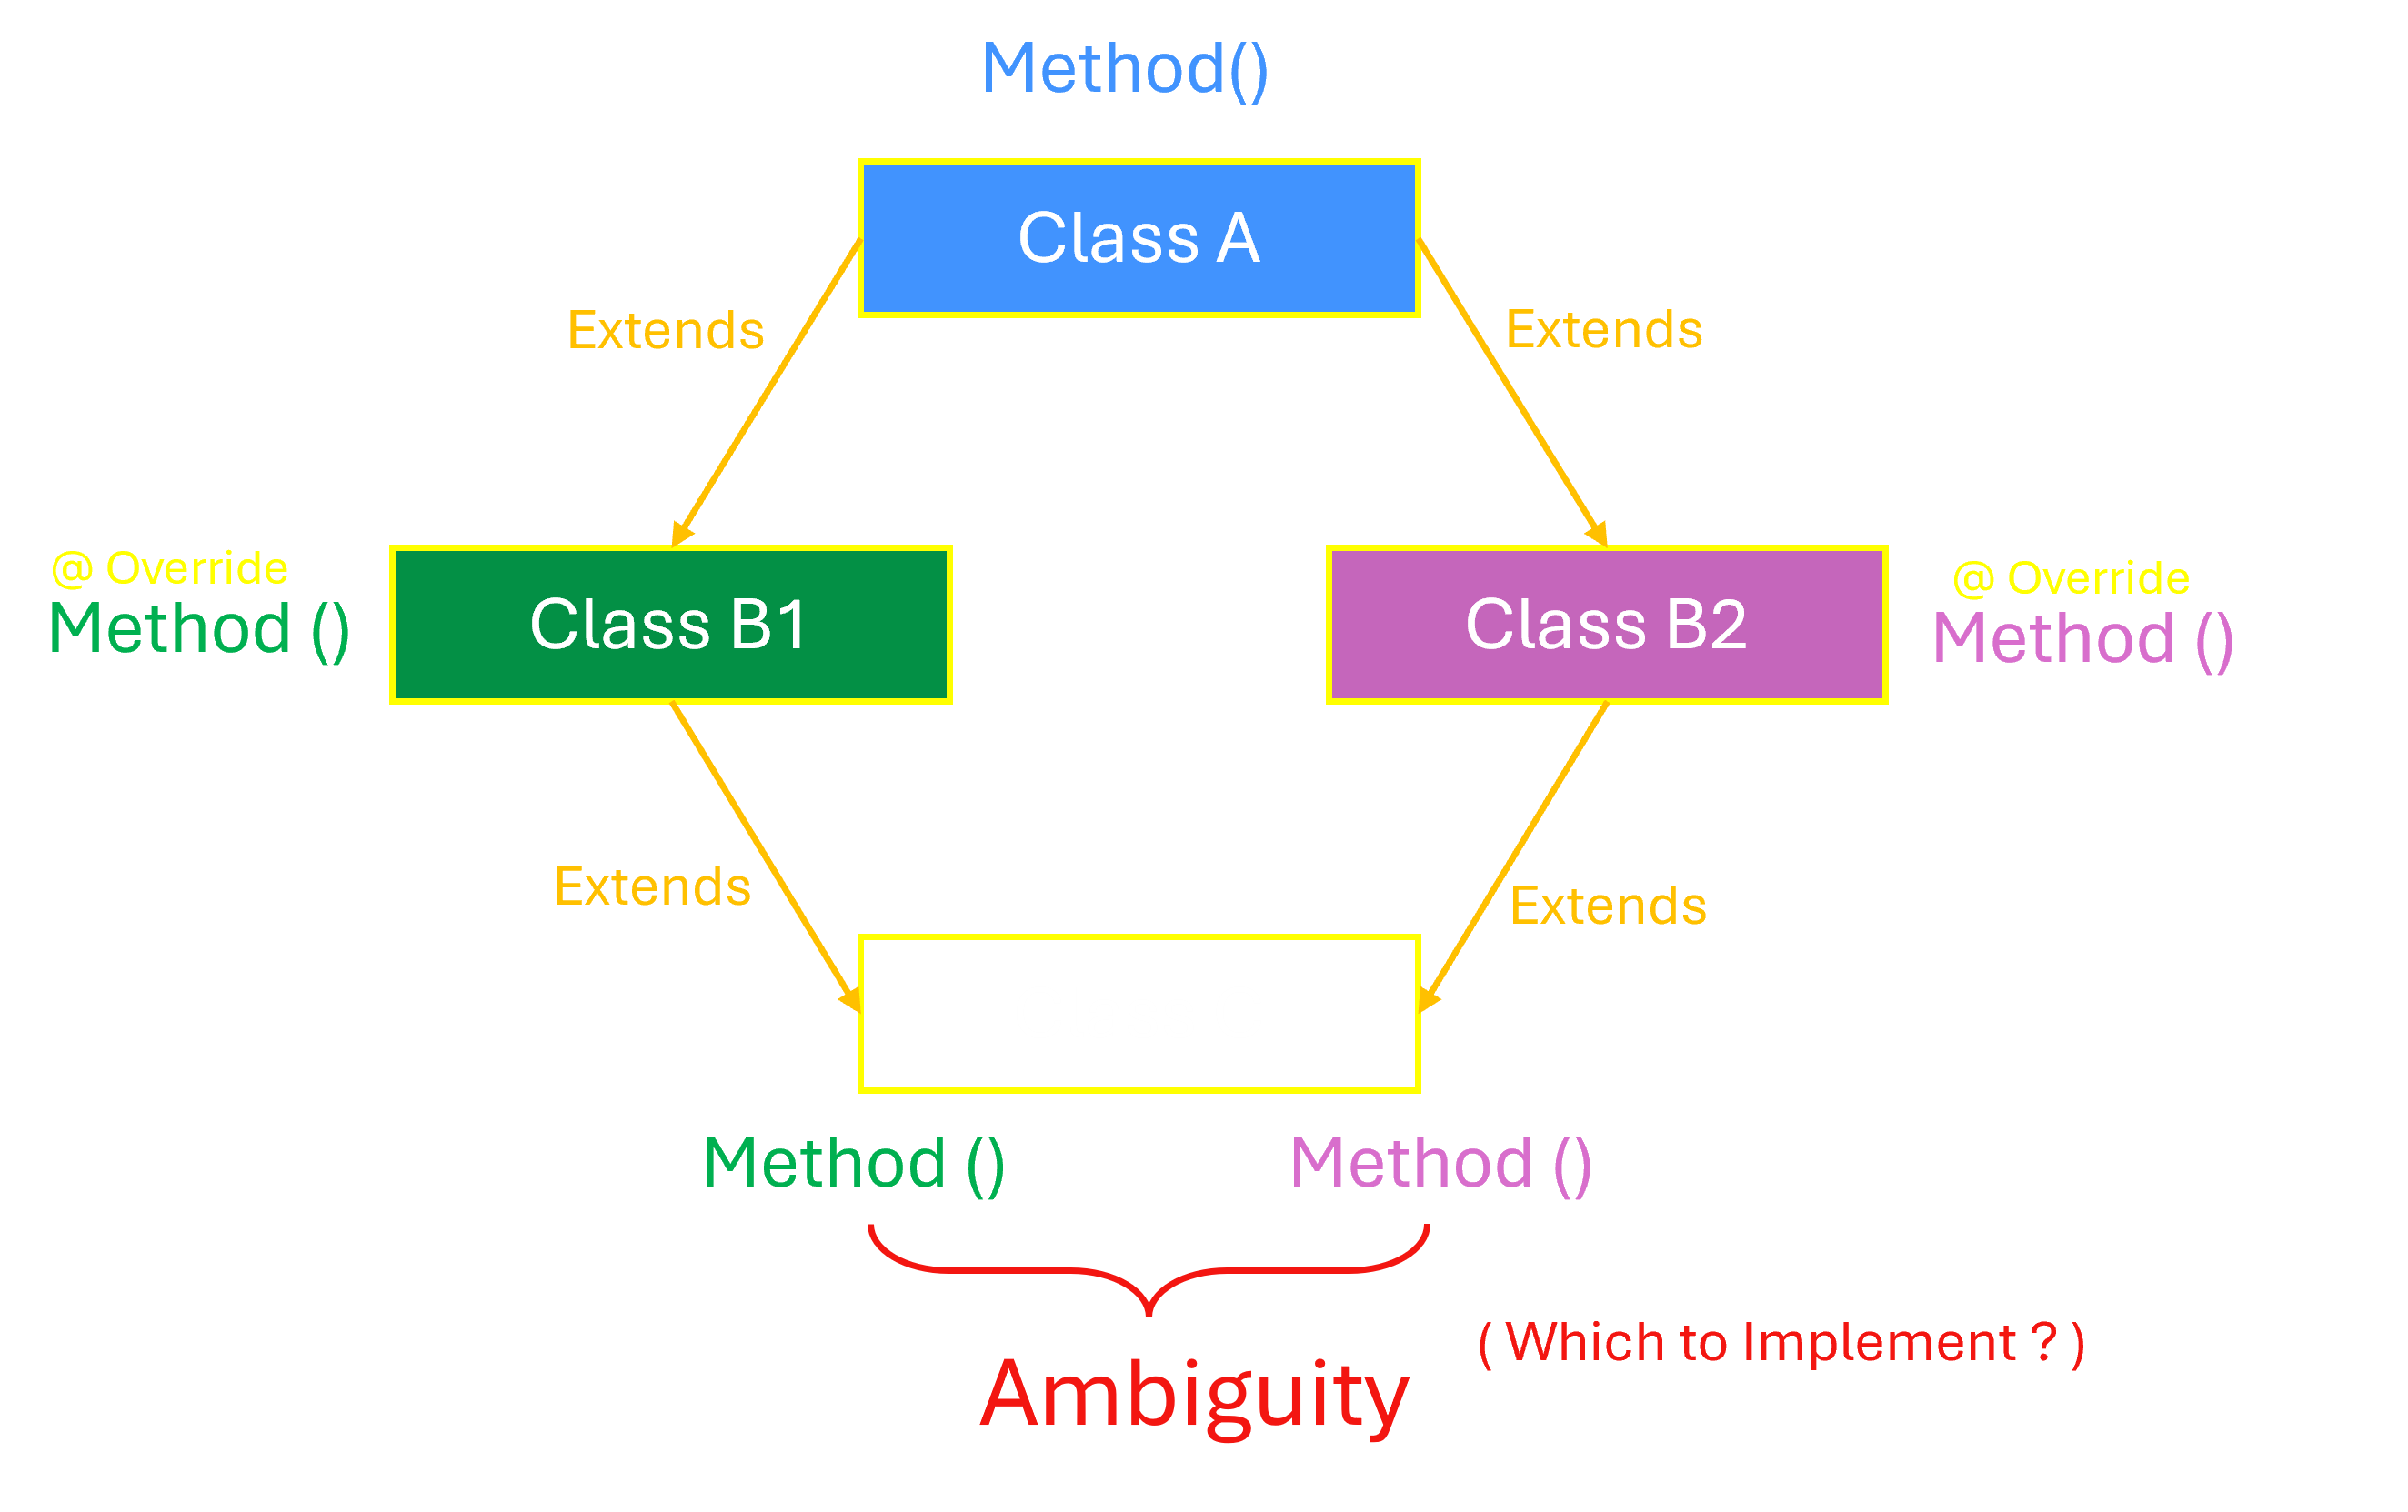 Method()
Class A
Extends
Extends
@ Override
Method ()
Class B1
Class B2
@ Override
Method ()
Extends
Extends
Method ()
Method ()
Ambiguity
( Which to Implement ? )